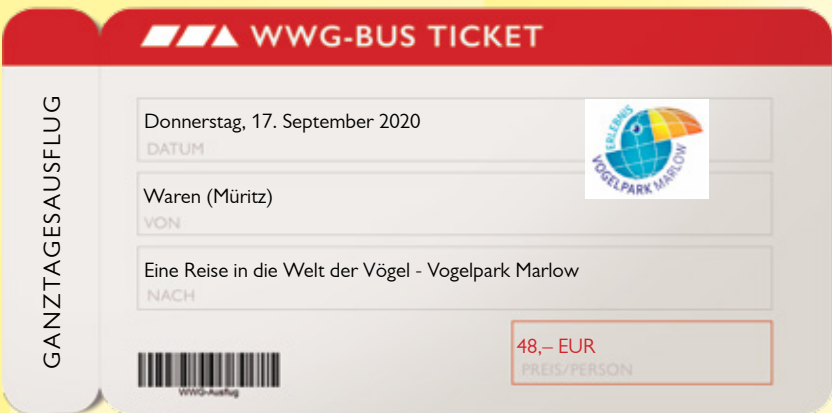 WWG-BUS TICKET
GANZTAGESAUSFLUG
Donnerstag, 17. September 2020
DATUM
ERLEBNIS
VOGELPARK MARLOW
Waren (Müritz)
VON
Eine Reise in die Welt der Vögel - Vogelpark Marlow
NACH
48,– EUR
PREIS/PERSON
WWG-Ausflug